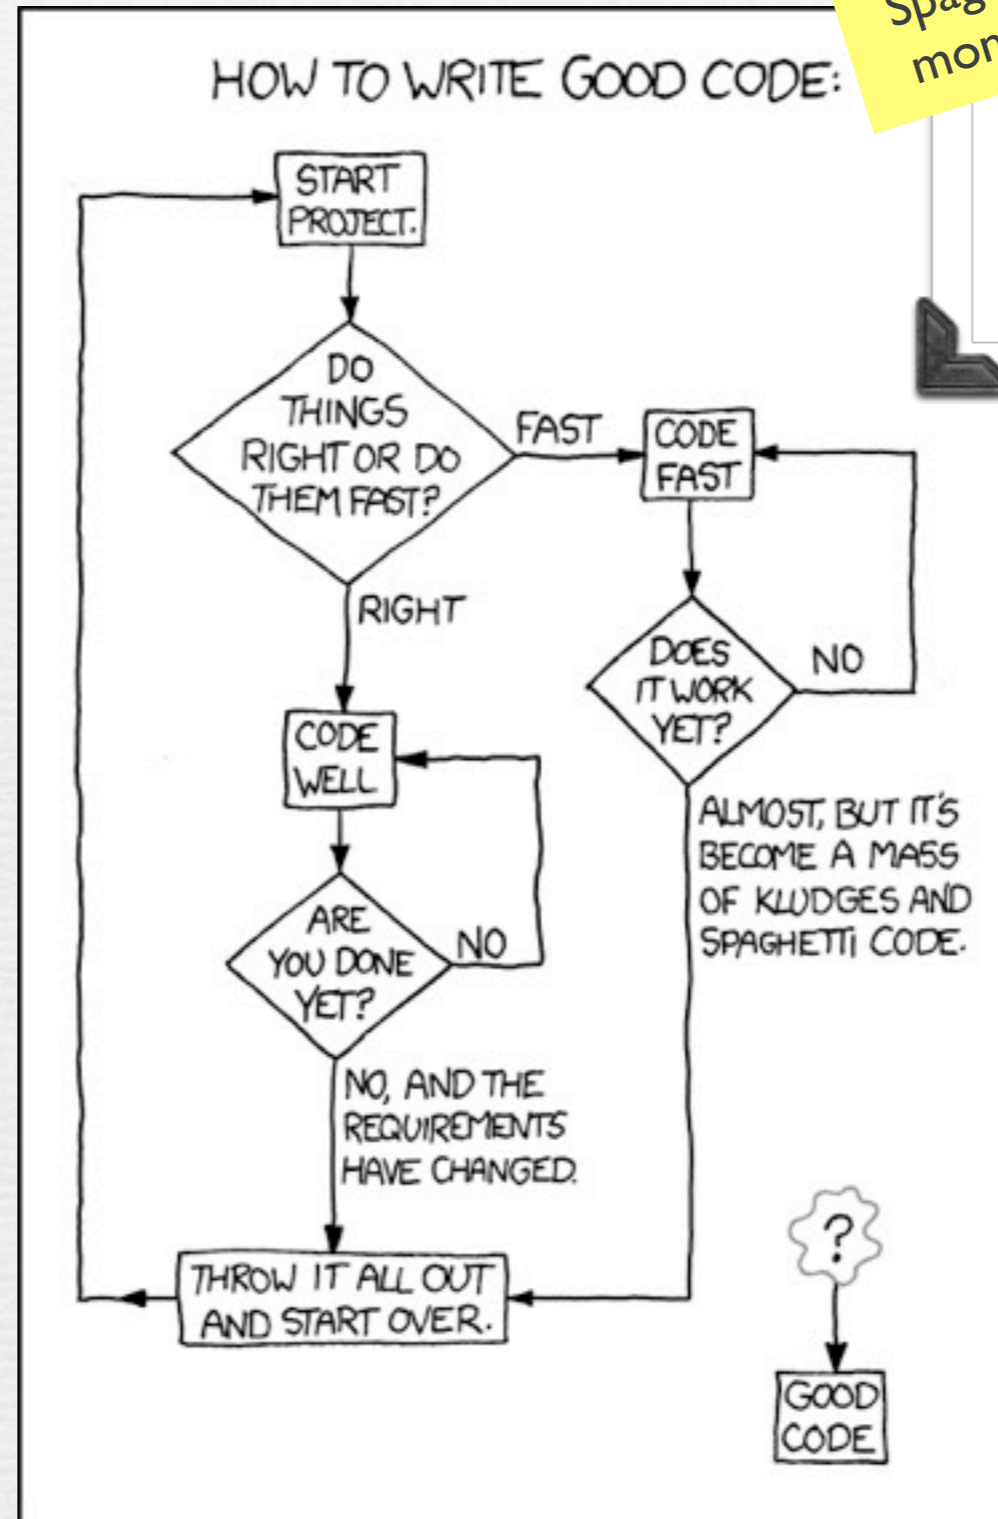 HOW TO WRITE GOOD CODE:
START
PROJECT.
DO
THINGS
RIGHT OR DO
THEM FAST?
FAST
CODE
FAST
RIGHT
DOES
IT WORK
YET?
NO
CODE
WELL
ALMOST, BUT IT'S
BECOME A MASS
OF KLUDGES AND
SPAGHETTI CODE.
ARE
YOU DONE
YET?
NO
NO, AND THE
REQUIREMENTS
HAVE CHANGED.
THROW IT ALL OUT
AND START OVER.
?
GOOD
CODE